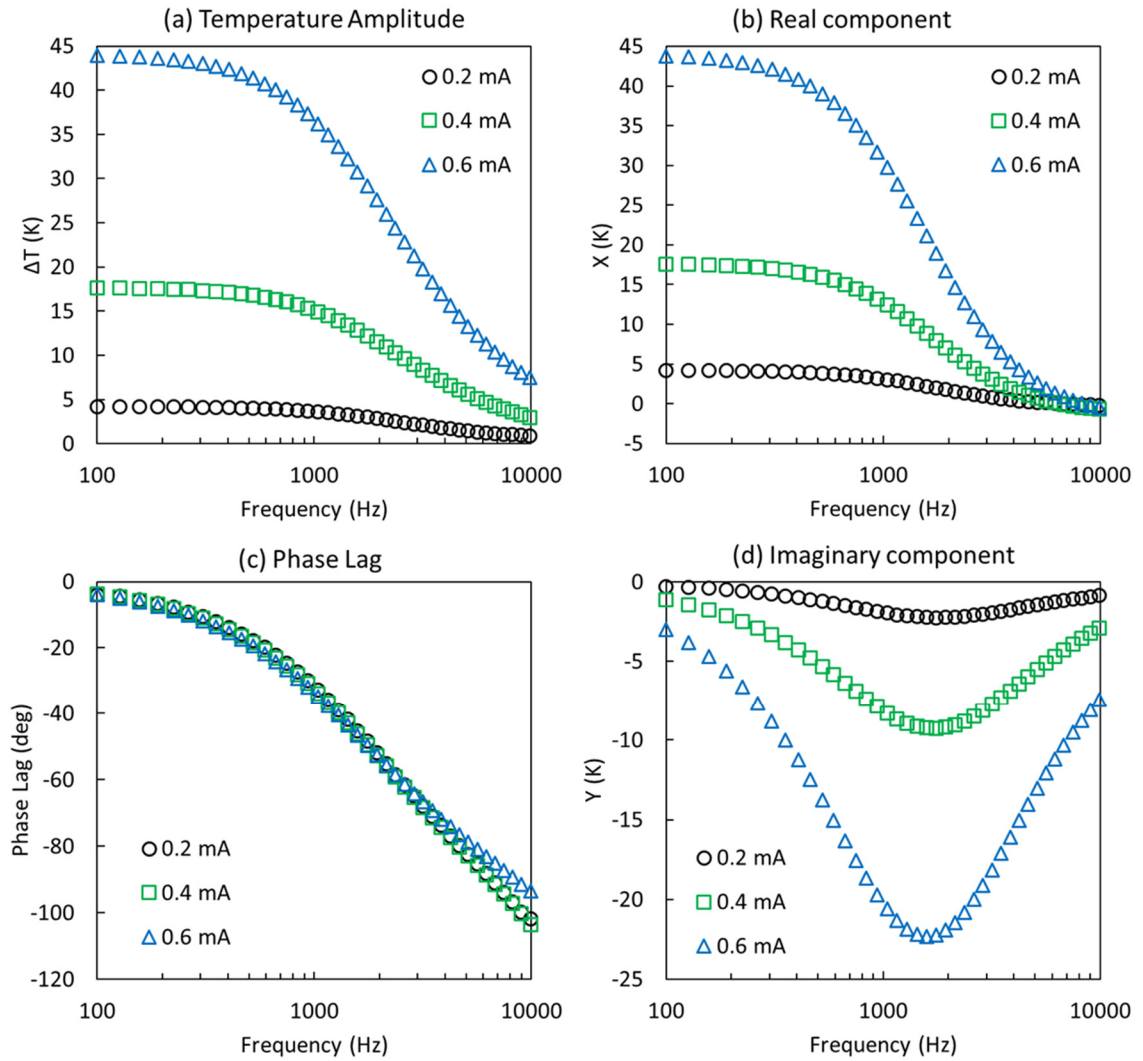 (a) Temperature Amplitude
45
40
35
30
25
20
15
10
5
0
ΔT (K)
0.2 mA
0.4 mA
0.6 mA
100
1000
10000
Frequency (Hz)
(b) Real component
45
40
35
30
25
20
15
10
5
0
-5
X (K)
0.2 mA
0.4 mA
0.6 mA
100
1000
10000
Frequency (Hz)
(c) Phase Lag
0
-20
-40
-60
-80
-100
-120
Phase Lag (deg)
0.2 mA
0.4 mA
0.6 mA
100
1000
10000
Frequency (Hz)
(d) Imaginary component
0
-5
-10
-15
-20
-25
Y (K)
0.2 mA
0.4 mA
0.6 mA
100
1000
10000
Frequency (Hz)